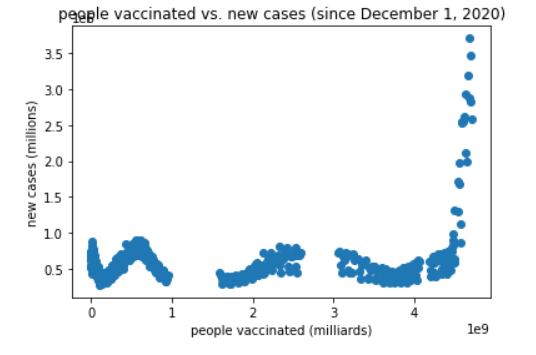 people vaccinated vs. new cases (since December 1, 2020)
1e6
3.5
3.0
2.5
2.0
1.5
1.0
0.5
new cases (millions)
0 1 2 3 4
1e9
people vaccinated (milliards)